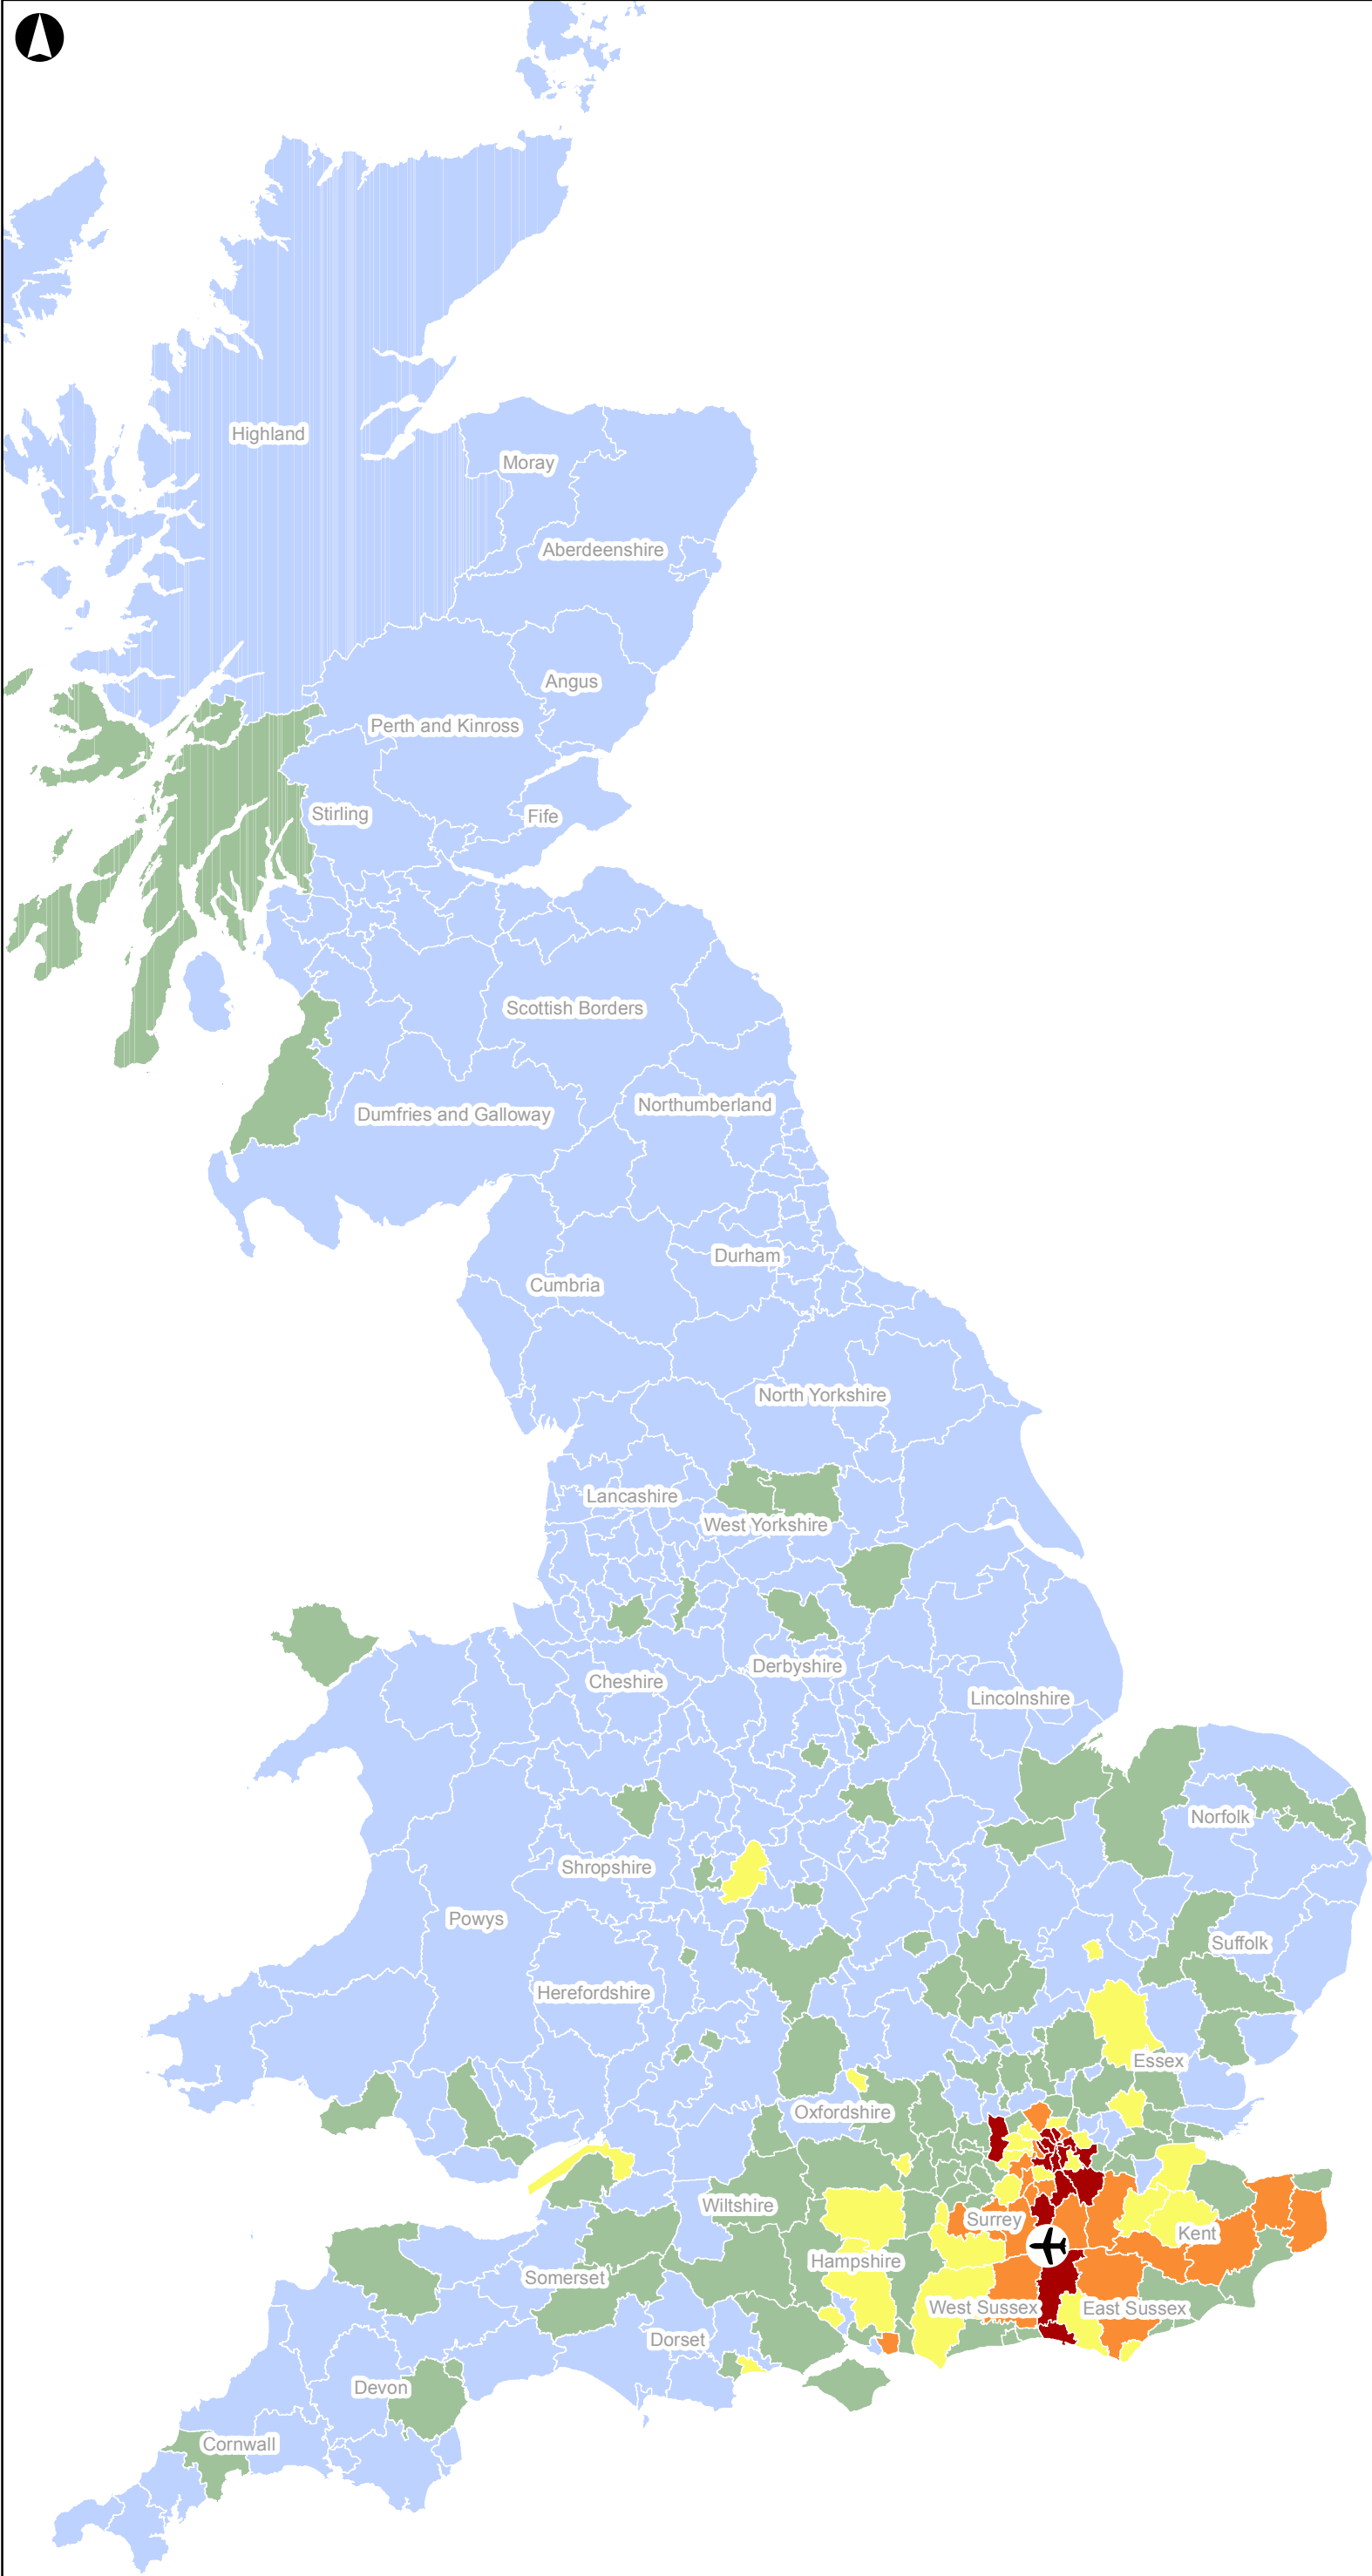 Highland
Moray
Aberdeenshire
Angus
Perth and Kinross
Stirling
Fife
Scottish Borders
Northumberland
Dumfries and Galloway
Durham
Cumbria
North Yorkshire
Lancashire
West Yorkshire
Derbyshire
Cheshire
Lincolnshire
Norfolk
Shropshire
Powys
Suffolk
Herefordshire
Essex
Oxfordshire
Wiltshire
Surrey
Kent
Hampshire
Somerset
West Sussex
East Sussex
Dorset
Devon
Cornwall